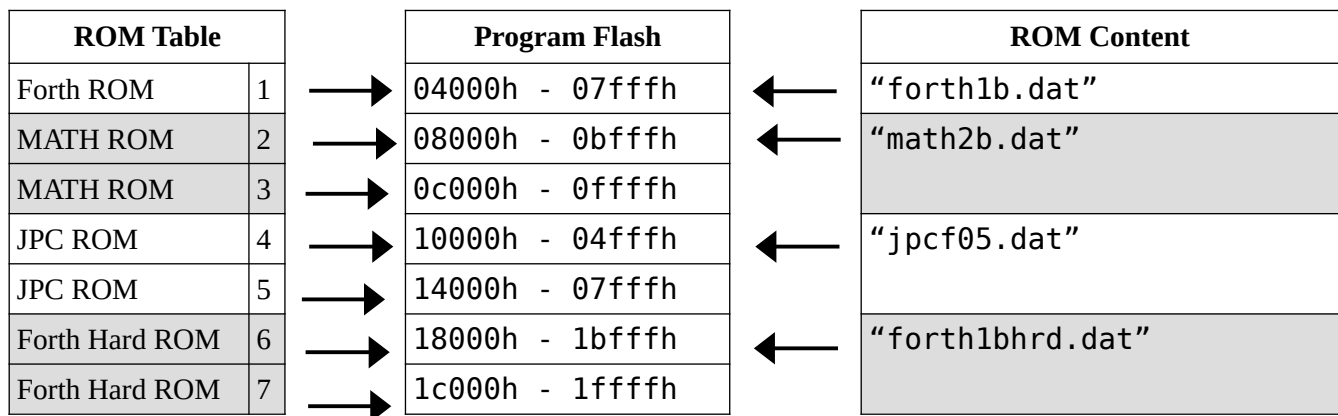 ROM Table Program Flash ROM Content
Forth ROM 1 04000h - 07fffh “forth1b.dat”
MATH ROM 2 08000h - 0bfffh “math2b.dat”
MATH ROM 3 0c000h - 0ffffh
JPC ROM 4 10000h - 04fffh “jpcf05.dat”
JPC ROM 5 14000h - 07fffh
Forth Hard ROM 6 18000h - 1bfffh “forth1bhrd.dat”
Forth Hard ROM 7 1c000h - 1ffffh